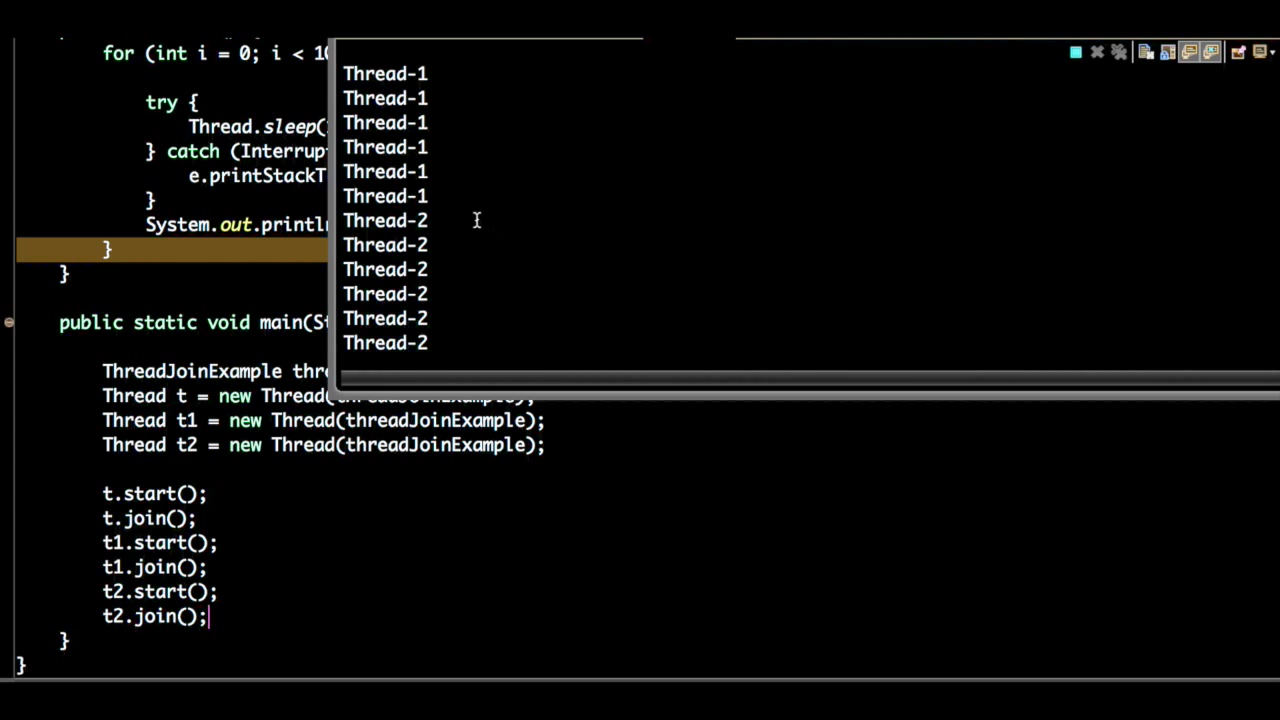 for (int i = 0; i < 10
try {
Thread.sleep(
} catch (Interrup
e.printStackT
}
System.out.println
}
}
public static void main(St
ThreadJoinExample thre
Thread t = new Thread(threadJoinExample);
Thread t1 = new Thread(threadJoinExample);
Thread t2 = new Thread(threadJoinExample);
t.start();
t.join();
t1.start();
t1.join();
t2.start();
t2.join();
}
}
Thread-1
Thread-1
Thread-1
Thread-1
Thread-1
Thread-1
Thread-2
Thread-2
Thread-2
Thread-2
Thread-2
Thread-2